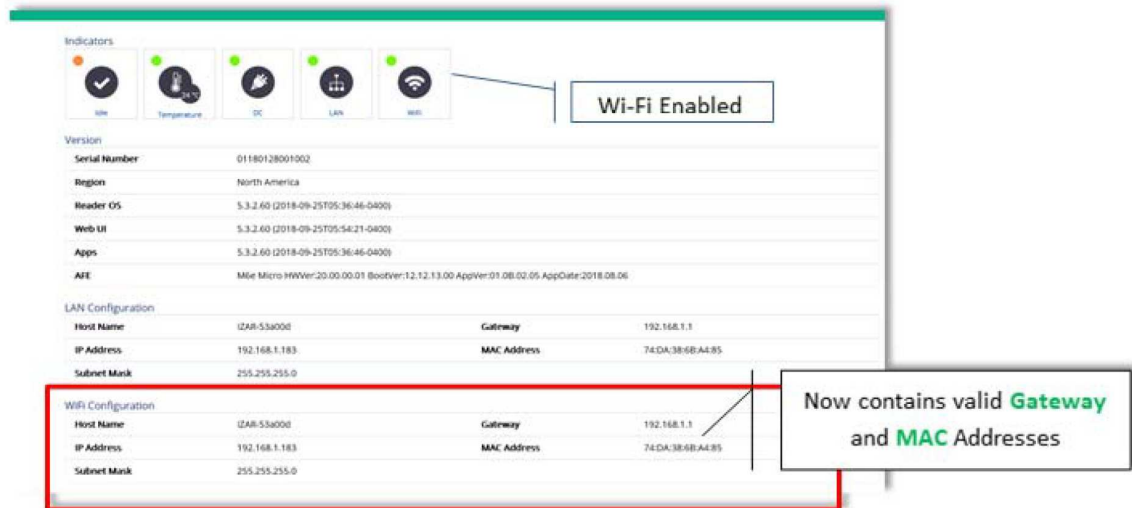 Indicators
Idle
24 °C
Temperature
DC
LAN
WiFi
Wi-Fi Enabled
Version
Serial Number 01180128001002
Region North America
Reader OS 5.3.2.60 (2018-09-25T05:36:46-0400)
Web UI 5.3.2.60 (2018-09-25T05:54:21-0400)
Apps 5.3.2.60 (2018-09-25T05:36:46-0400)
AFE M6e Micro HWVer:20.00.00.01 BootVer:12.12.13.00 AppVer:01.0B.02.05 AppDate:2018.08.06
LAN Configuration
Host Name IZAR-53a00d Gateway 192.168.1.1
IP Address 192.168.1.183 MAC Address 74:DA:38:6B:A4:85
Subnet Mask 255.255.255.0
WiFi Configuration
Host Name IZAR-53a00d Gateway 192.168.1.1
IP Address 192.168.1.183 MAC Address 74:DA:38:6B:A4:85
Subnet Mask 255.255.255.0
Now contains valid Gateway
and MAC Addresses